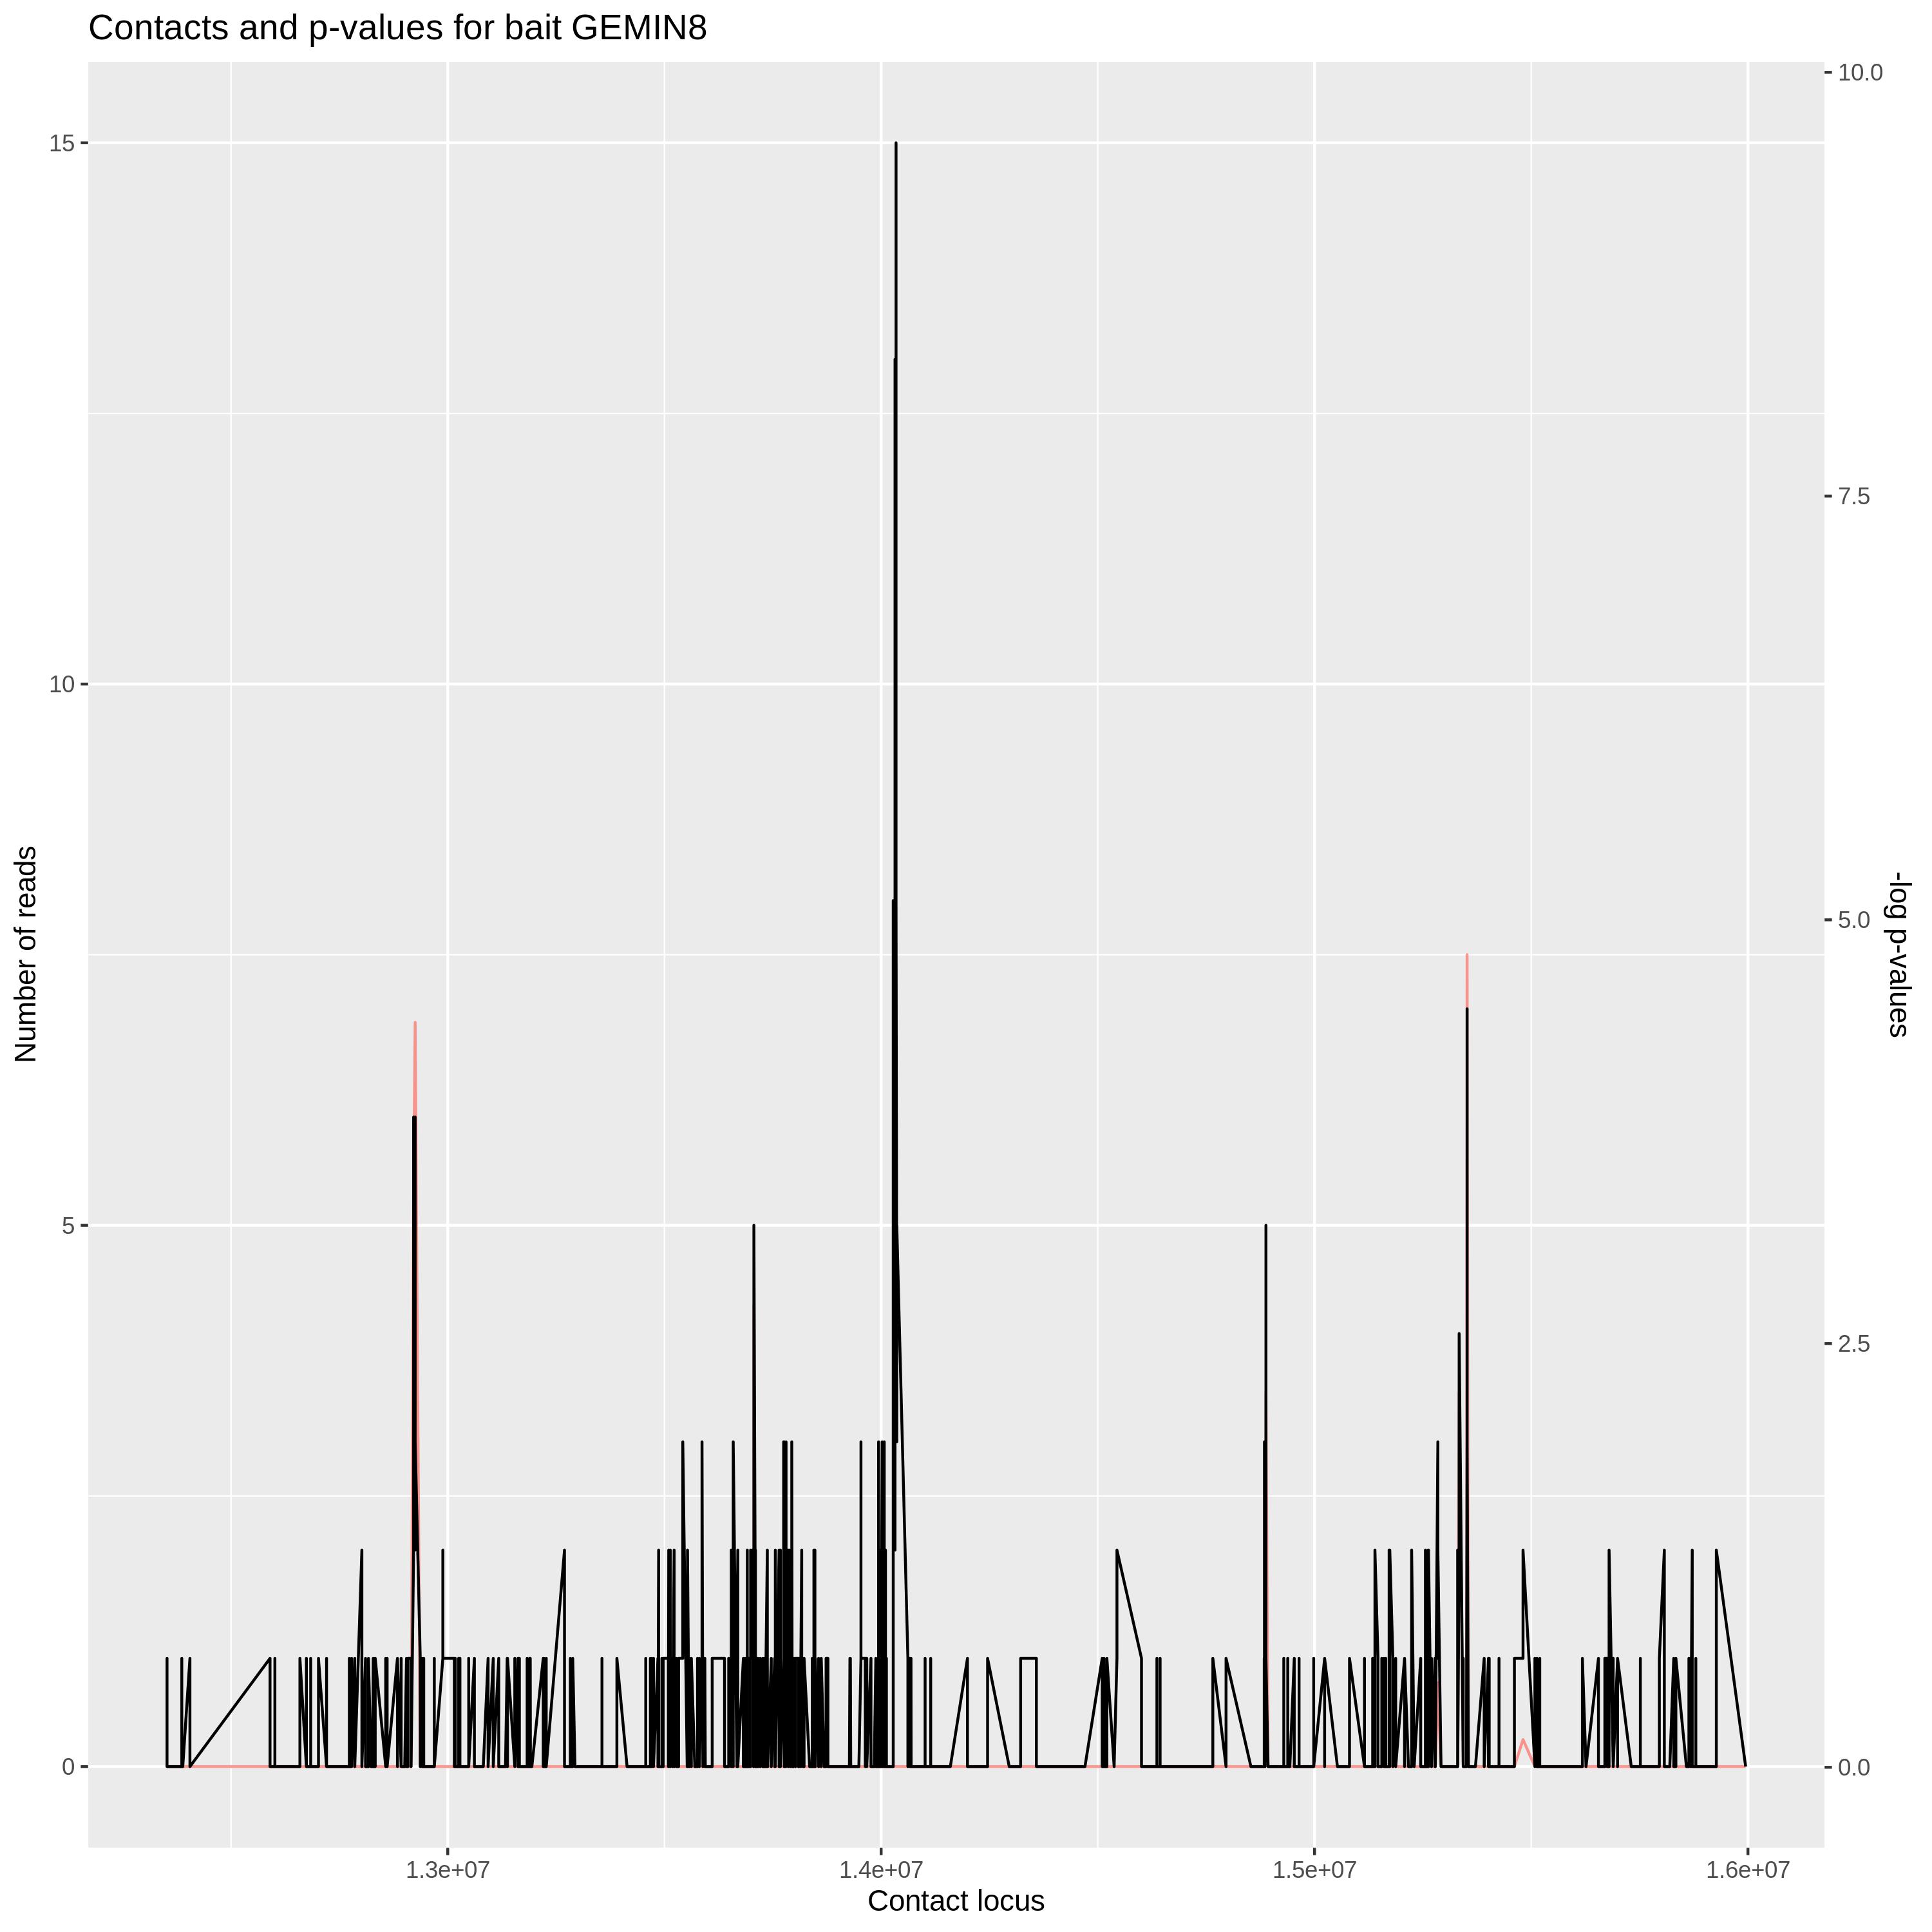 Contacts and p-values for bait GEMIN8
15
10
5
0
Number of reads
10.0
7.5
5.0
2.5
0.0
-log p-values
1.3e+07
1.4e+07
1.5e+07
1.6e+07
Contact locus